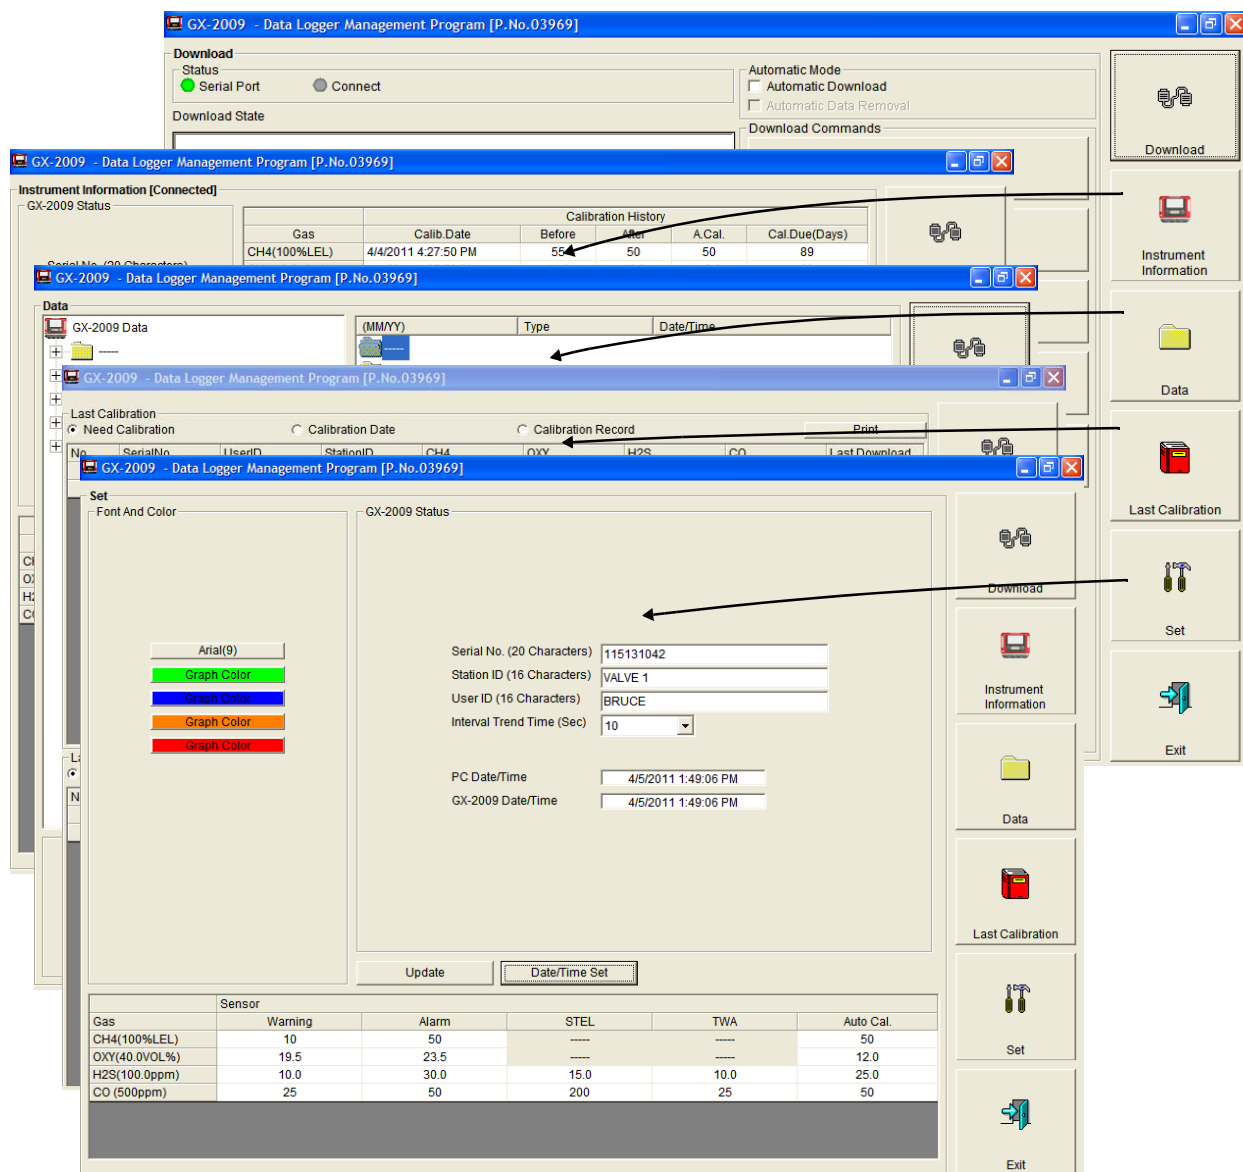 GX-2009 - Data Logger Management Program [P.No.03969]
Download
Status
Serial Port Connect
Automatic Mode
Automatic Download
Automatic Data Removal
Download State
Download Commands
Download
Instrument
Information
Data
Last Calibration
Set
Exit
GX-2009 - Data Logger Management Program [P.No.03969]
Instrument Information [Connected]
GX-2009 Status
Calibration History
Gas Calib.Date Before After A.Cal. Cal.Due(Days)
CH4(100%LEL) 4/4/2011 4:27:50 PM 55 50 50 89
Serial No. (20 Characters)
GX-2009 - Data Logger Management Program [P.No.03969]
Data
GX-2009 Data
(MM/YY) Type Date/Time
-----
-----
GX-2009 - Data Logger Management Program [P.No.03969]
Last Calibration
Need Calibration Calibration Date Calibration Record Print
No. SerialNo. UserID StationID CH4 OXY H2S CO Last Download
GX-2009 - Data Logger Management Program [P.No.03969]
Set
Font And Color
Arial(9)
Graph Color
Graph Color
Graph Color
Graph Color
GX-2009 Status
Serial No. (20 Characters) 115131042
Station ID (16 Characters) VALVE 1
User ID (16 Characters) BRUCE
Interval Trend Time (Sec) 10
PC Date/Time 4/5/2011 1:49:06 PM
GX-2009 Date/Time 4/5/2011 1:49:06 PM
Update Date/Time Set
Sensor
Gas Warning Alarm STEL TWA Auto Cal.
CH4(100%LEL) 10 50 ----- ----- 50
OXY(40.0VOL%) 19.5 23.5 ----- ----- 12.0
H2S(100.0ppm) 10.0 30.0 15.0 10.0 25.0
CO (500ppm) 25 50 200 25 50
Download
Instrument
Information
Data
Last Calibration
Set
Exit